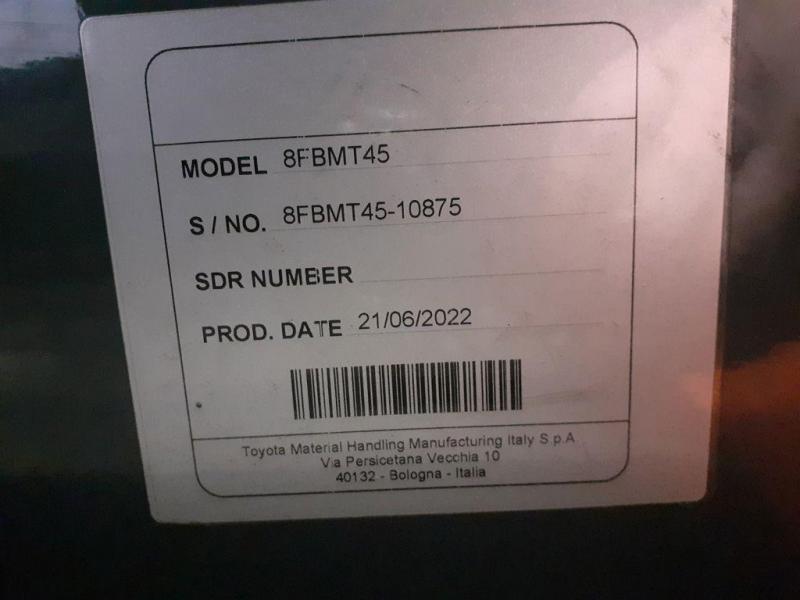 MODEL 8FBMT45
S / NO. 8FBMT45-10875
SDR NUMBER
PROD. DATE 21/06/2022
Toyota Material Handling Manufacturing Italy S.p.A
Via Persicetana Vecchia 10
40132 - Bologna - Italia